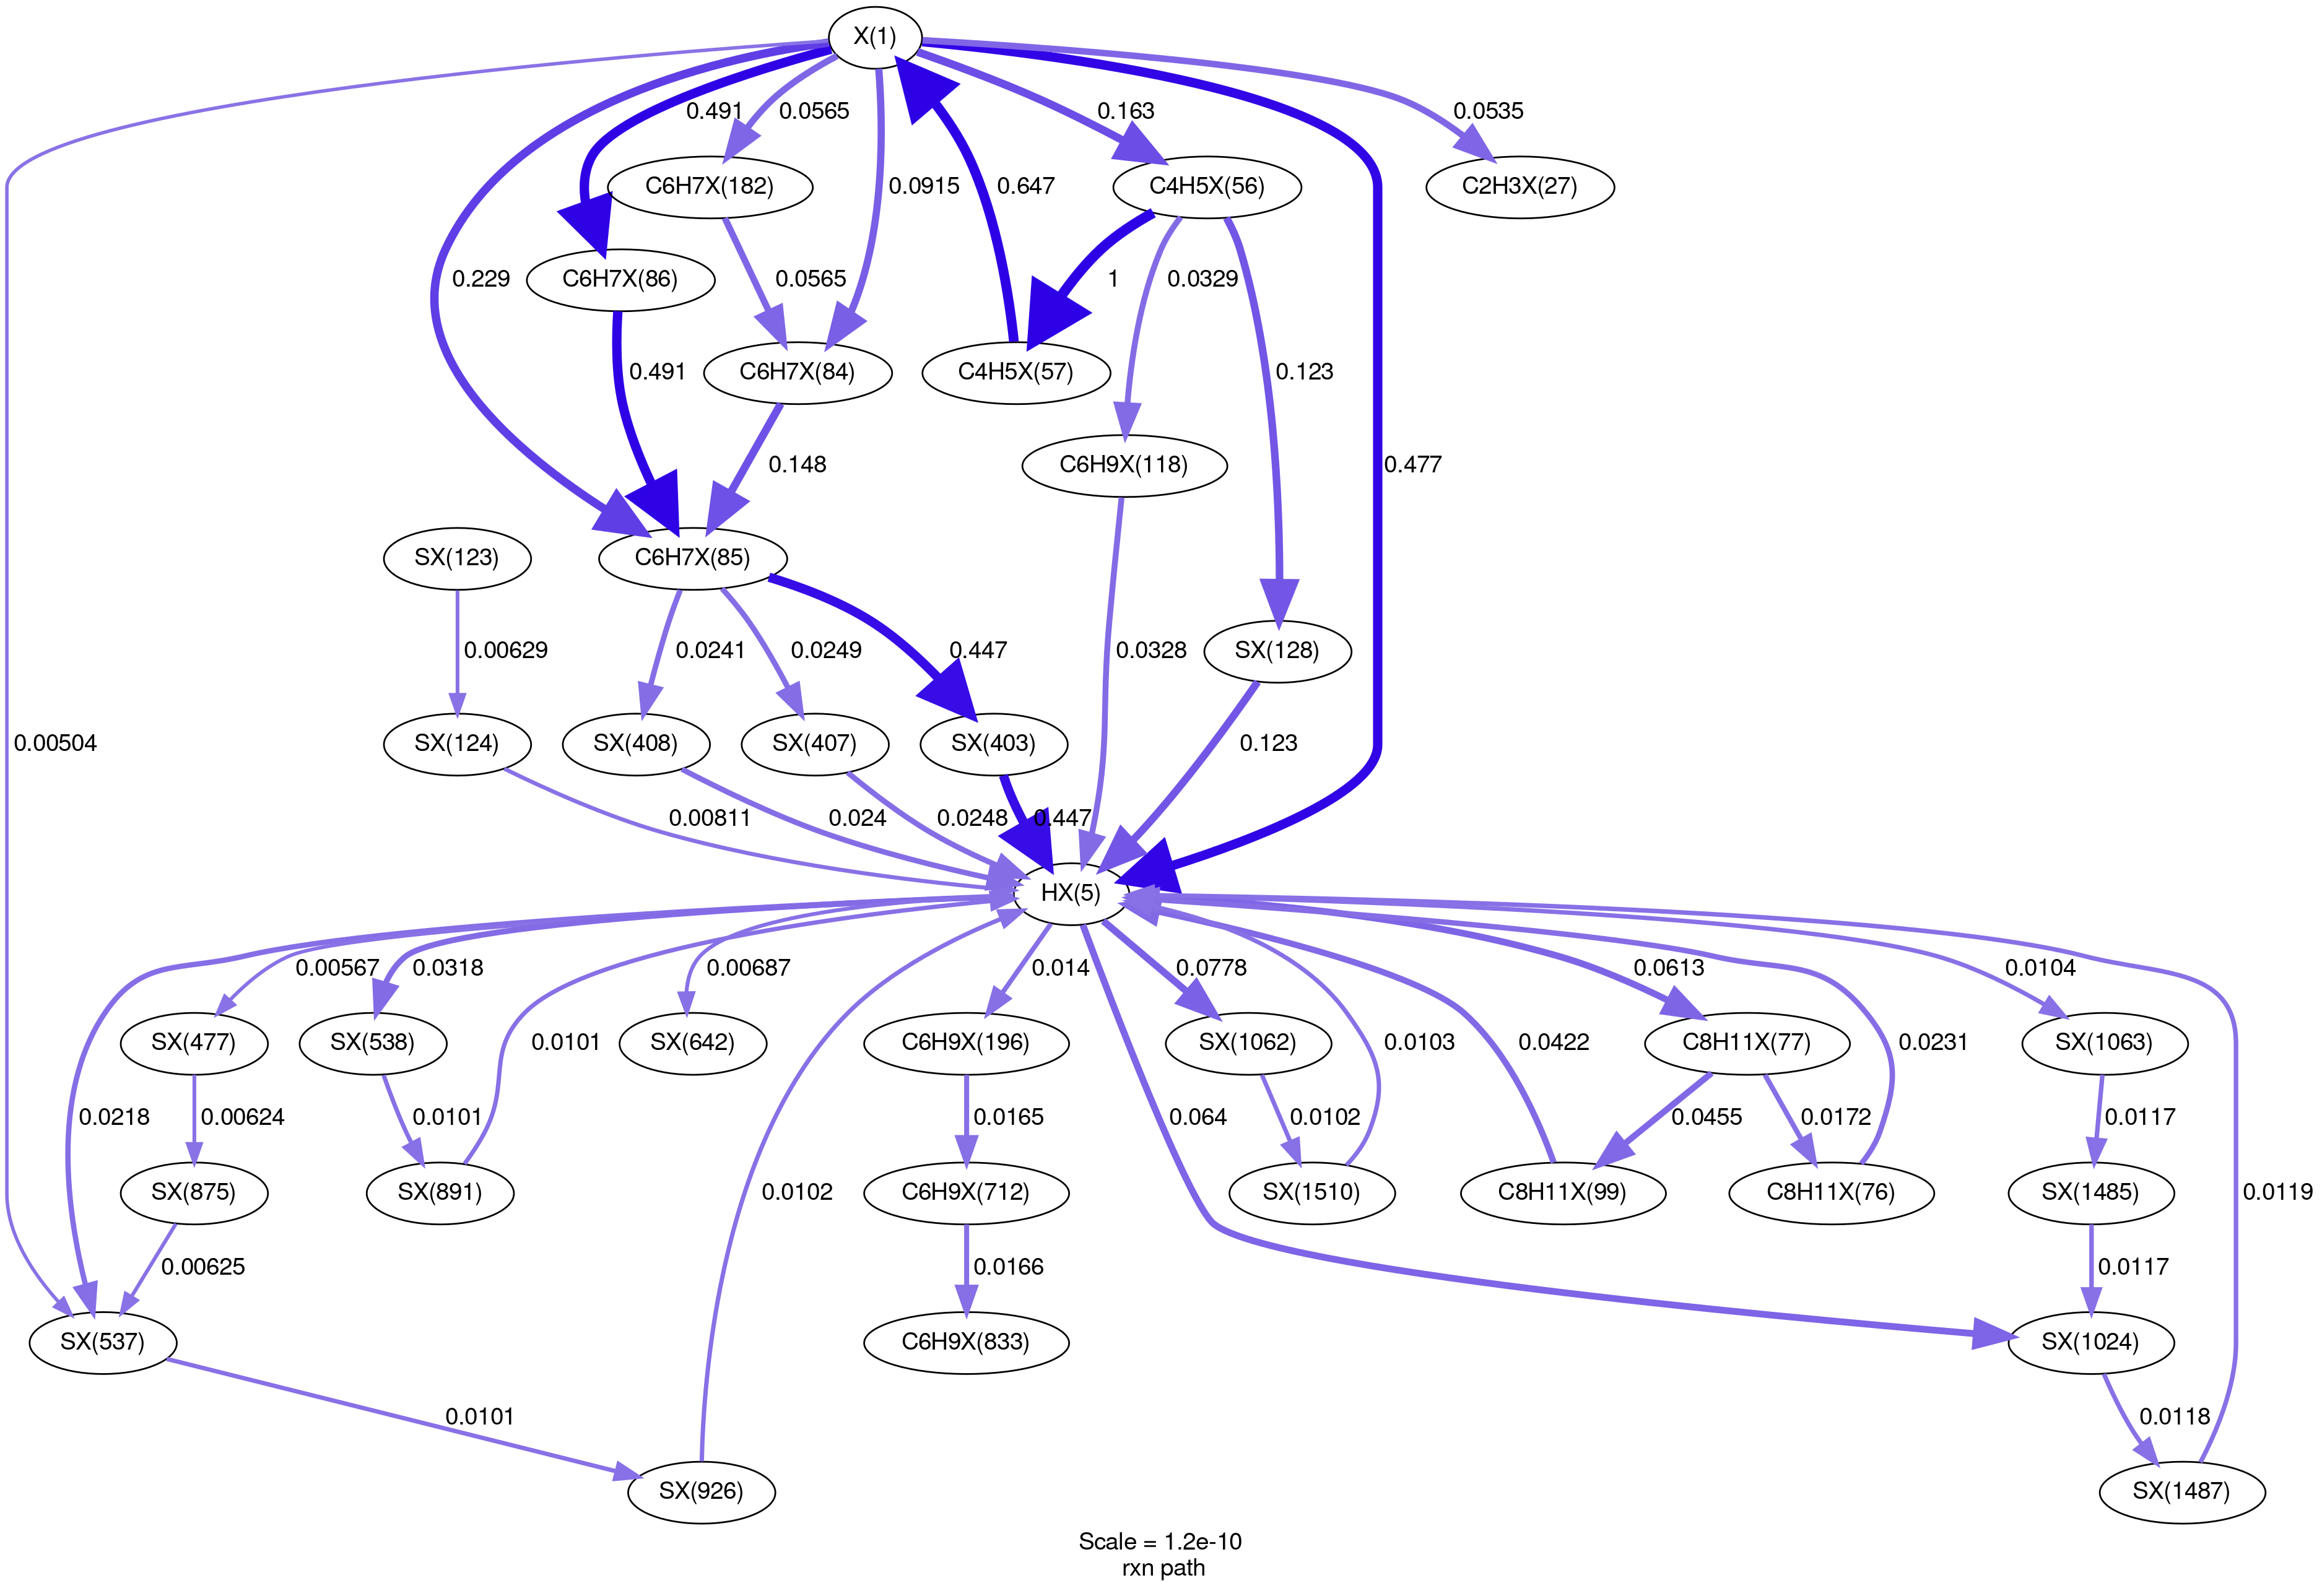 X(1)
0.491
0.0565
0.163
0.0535
C6H7X(182)
0.0915
0.647
C4H5X(56)
C2H3X(27)
0.229
C6H7X(86)
0.0565
1
0.0329
0.491
C6H7X(84)
C4H5X(57)
0.123
0.148
C6H9X(118)
0.477
SX(123)
C6H7X(85)
0.00629
0.0241
0.0249
0.447
0.0328
SX(128)
0.00504
SX(124)
SX(408)
SX(407)
SX(403)
0.123
0.00811
0.024
0.0248
0.447
HX(5)
0.00567
0.0318
0.00687
0.014
0.0778
0.0613
0.0104
SX(477)
SX(538)
0.0101
SX(642)
C6H9X(196)
SX(1062)
0.0103
0.0422
C8H11X(77)
0.0231
SX(1063)
0.0218
0.00624
0.0101
0.0165
0.064
0.0102
0.0455
0.0172
0.0117
SX(875)
SX(891)
0.0102
C6H9X(712)
SX(1510)
C8H11X(99)
C8H11X(76)
SX(1485)
0.0119
0.00625
0.0166
0.0117
SX(537)
C6H9X(833)
SX(1024)
0.0101
0.0118
SX(926)
SX(1487)
Scale = 1.2e-10
rxn path